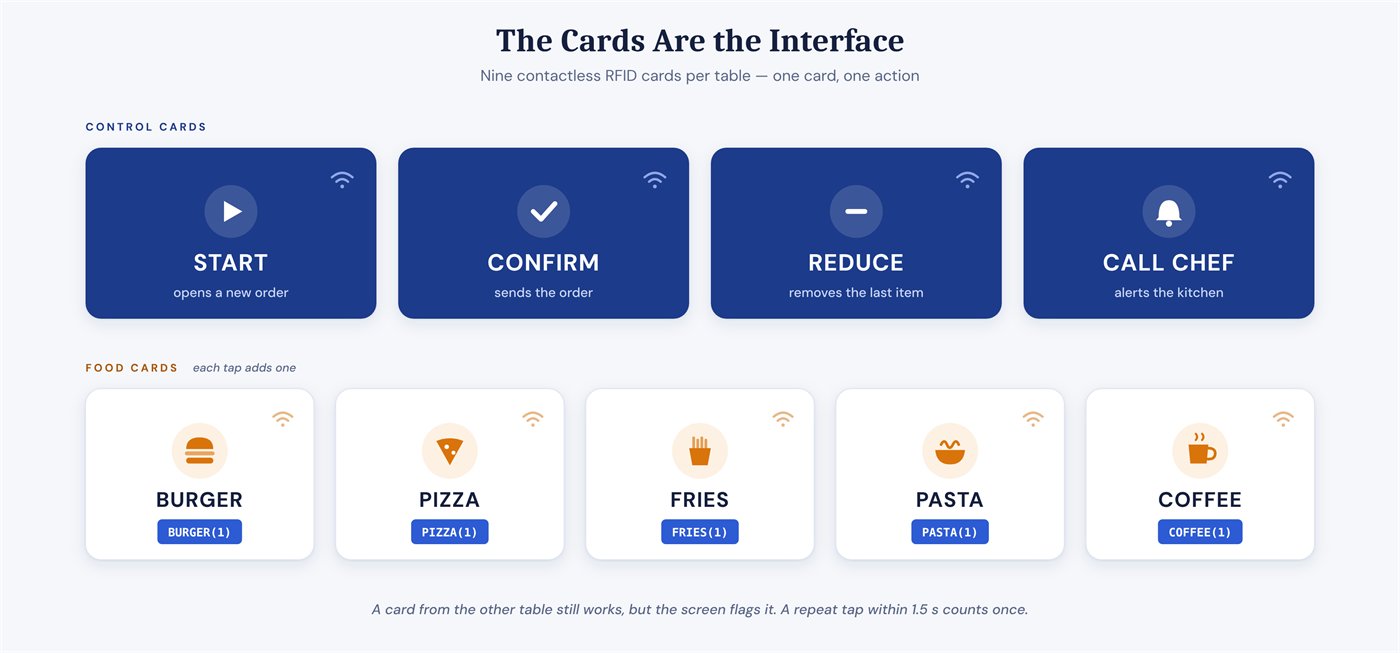 The Cards Are the Interface
Nine contactless RFID cards per table — one card, one action
CONTROL CARDS
START
opens a new order
CONFIRM
sends the order
REDUCE
removes the last item
CALL CHEF
alerts the kitchen
FOOD CARDS each tap adds one
BURGER
BURGER(1)
PIZZA
PIZZA(1)
FRIES
FRIES(1)
PASTA
PASTA(1)
COFFEE
COFFEE(1)
A card from the other table still works, but the screen flags it. A repeat tap within 1.5 s counts once.